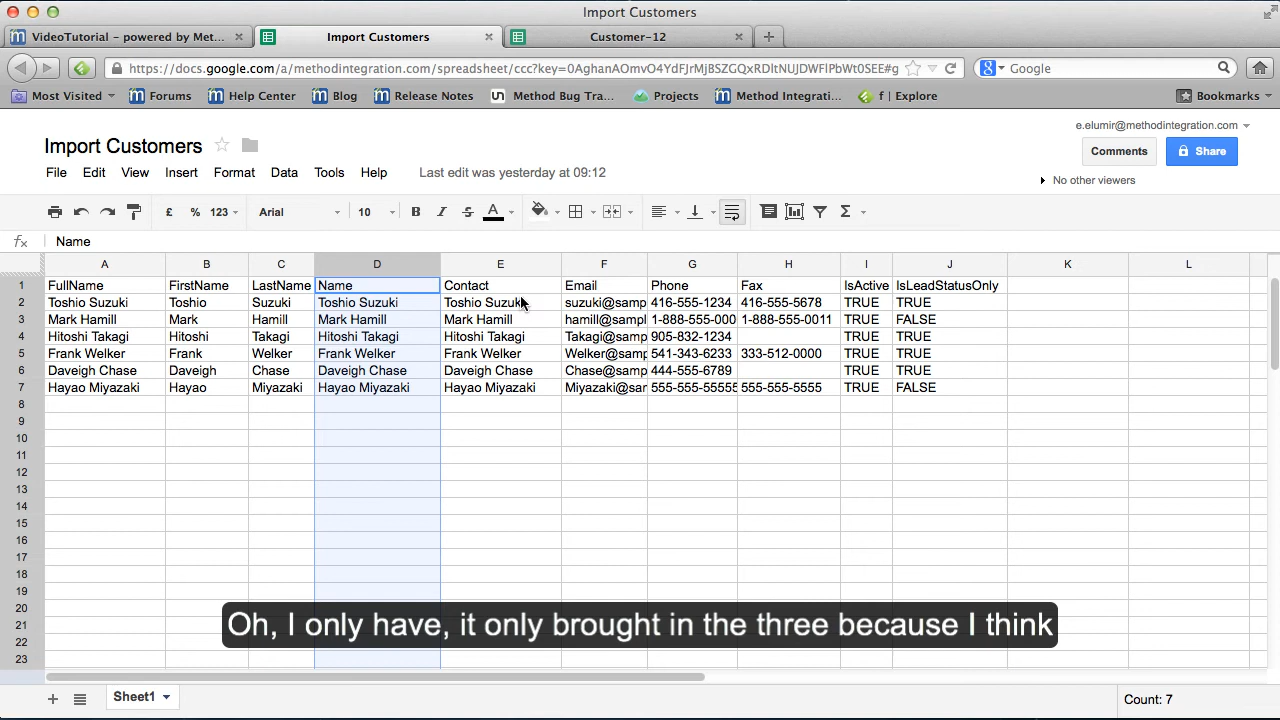 Import Customers
VideoTutorial – powered by Met... × Import Customers × Customer-12 × +
https://docs.google.com/a/methodintegration.com/spreadsheet/ccc?key=0AghanAOmvO4YdFJrMjBSZGQxRDltNUJDWFlPbWt0SEE#g Google
Most Visited Forums Help Center Blog Release Notes Method Bug Tra... Projects Method Integrati... f | Explore Bookmarks
e.elumir@methodintegration.com
Import Customers Comments Share
File Edit View Insert Format Data Tools Help Last edit was yesterday at 09:12 No other viewers
£ % 123 Arial 10 B I S A Σ
fx Name
A B C D E F G H I J K L
1 FullName FirstName LastName Name Contact Email Phone Fax IsActive IsLeadStatusOnly
2 Toshio Suzuki Toshio Suzuki Toshio Suzuki Toshio Suzuki suzuki@samp 416-555-1234 416-555-5678 TRUE TRUE
3 Mark Hamill Mark Hamill Mark Hamill Mark Hamill hamill@sampl 1-888-555-000 1-888-555-0011 TRUE FALSE
4 Hitoshi Takagi Hitoshi Takagi Hitoshi Takagi Hitoshi Takagi Takagi@samp 905-832-1234 TRUE TRUE
5 Frank Welker Frank Welker Frank Welker Frank Welker Welker@samp 541-343-6233 333-512-0000 TRUE TRUE
6 Daveigh Chase Daveigh Chase Daveigh Chase Daveigh Chase Chase@samp 444-555-6789 TRUE TRUE
7 Hayao Miyazaki Hayao Miyazaki Hayao Miyazaki Hayao Miyazaki Miyazaki@sar 555-555-55555 555-555-5555 TRUE FALSE
8
9
10
11
12
13
14
15
16
17
18
19
20
21
22
23
Oh, I only have, it only brought in the three because I think
+ Sheet1 Count: 7